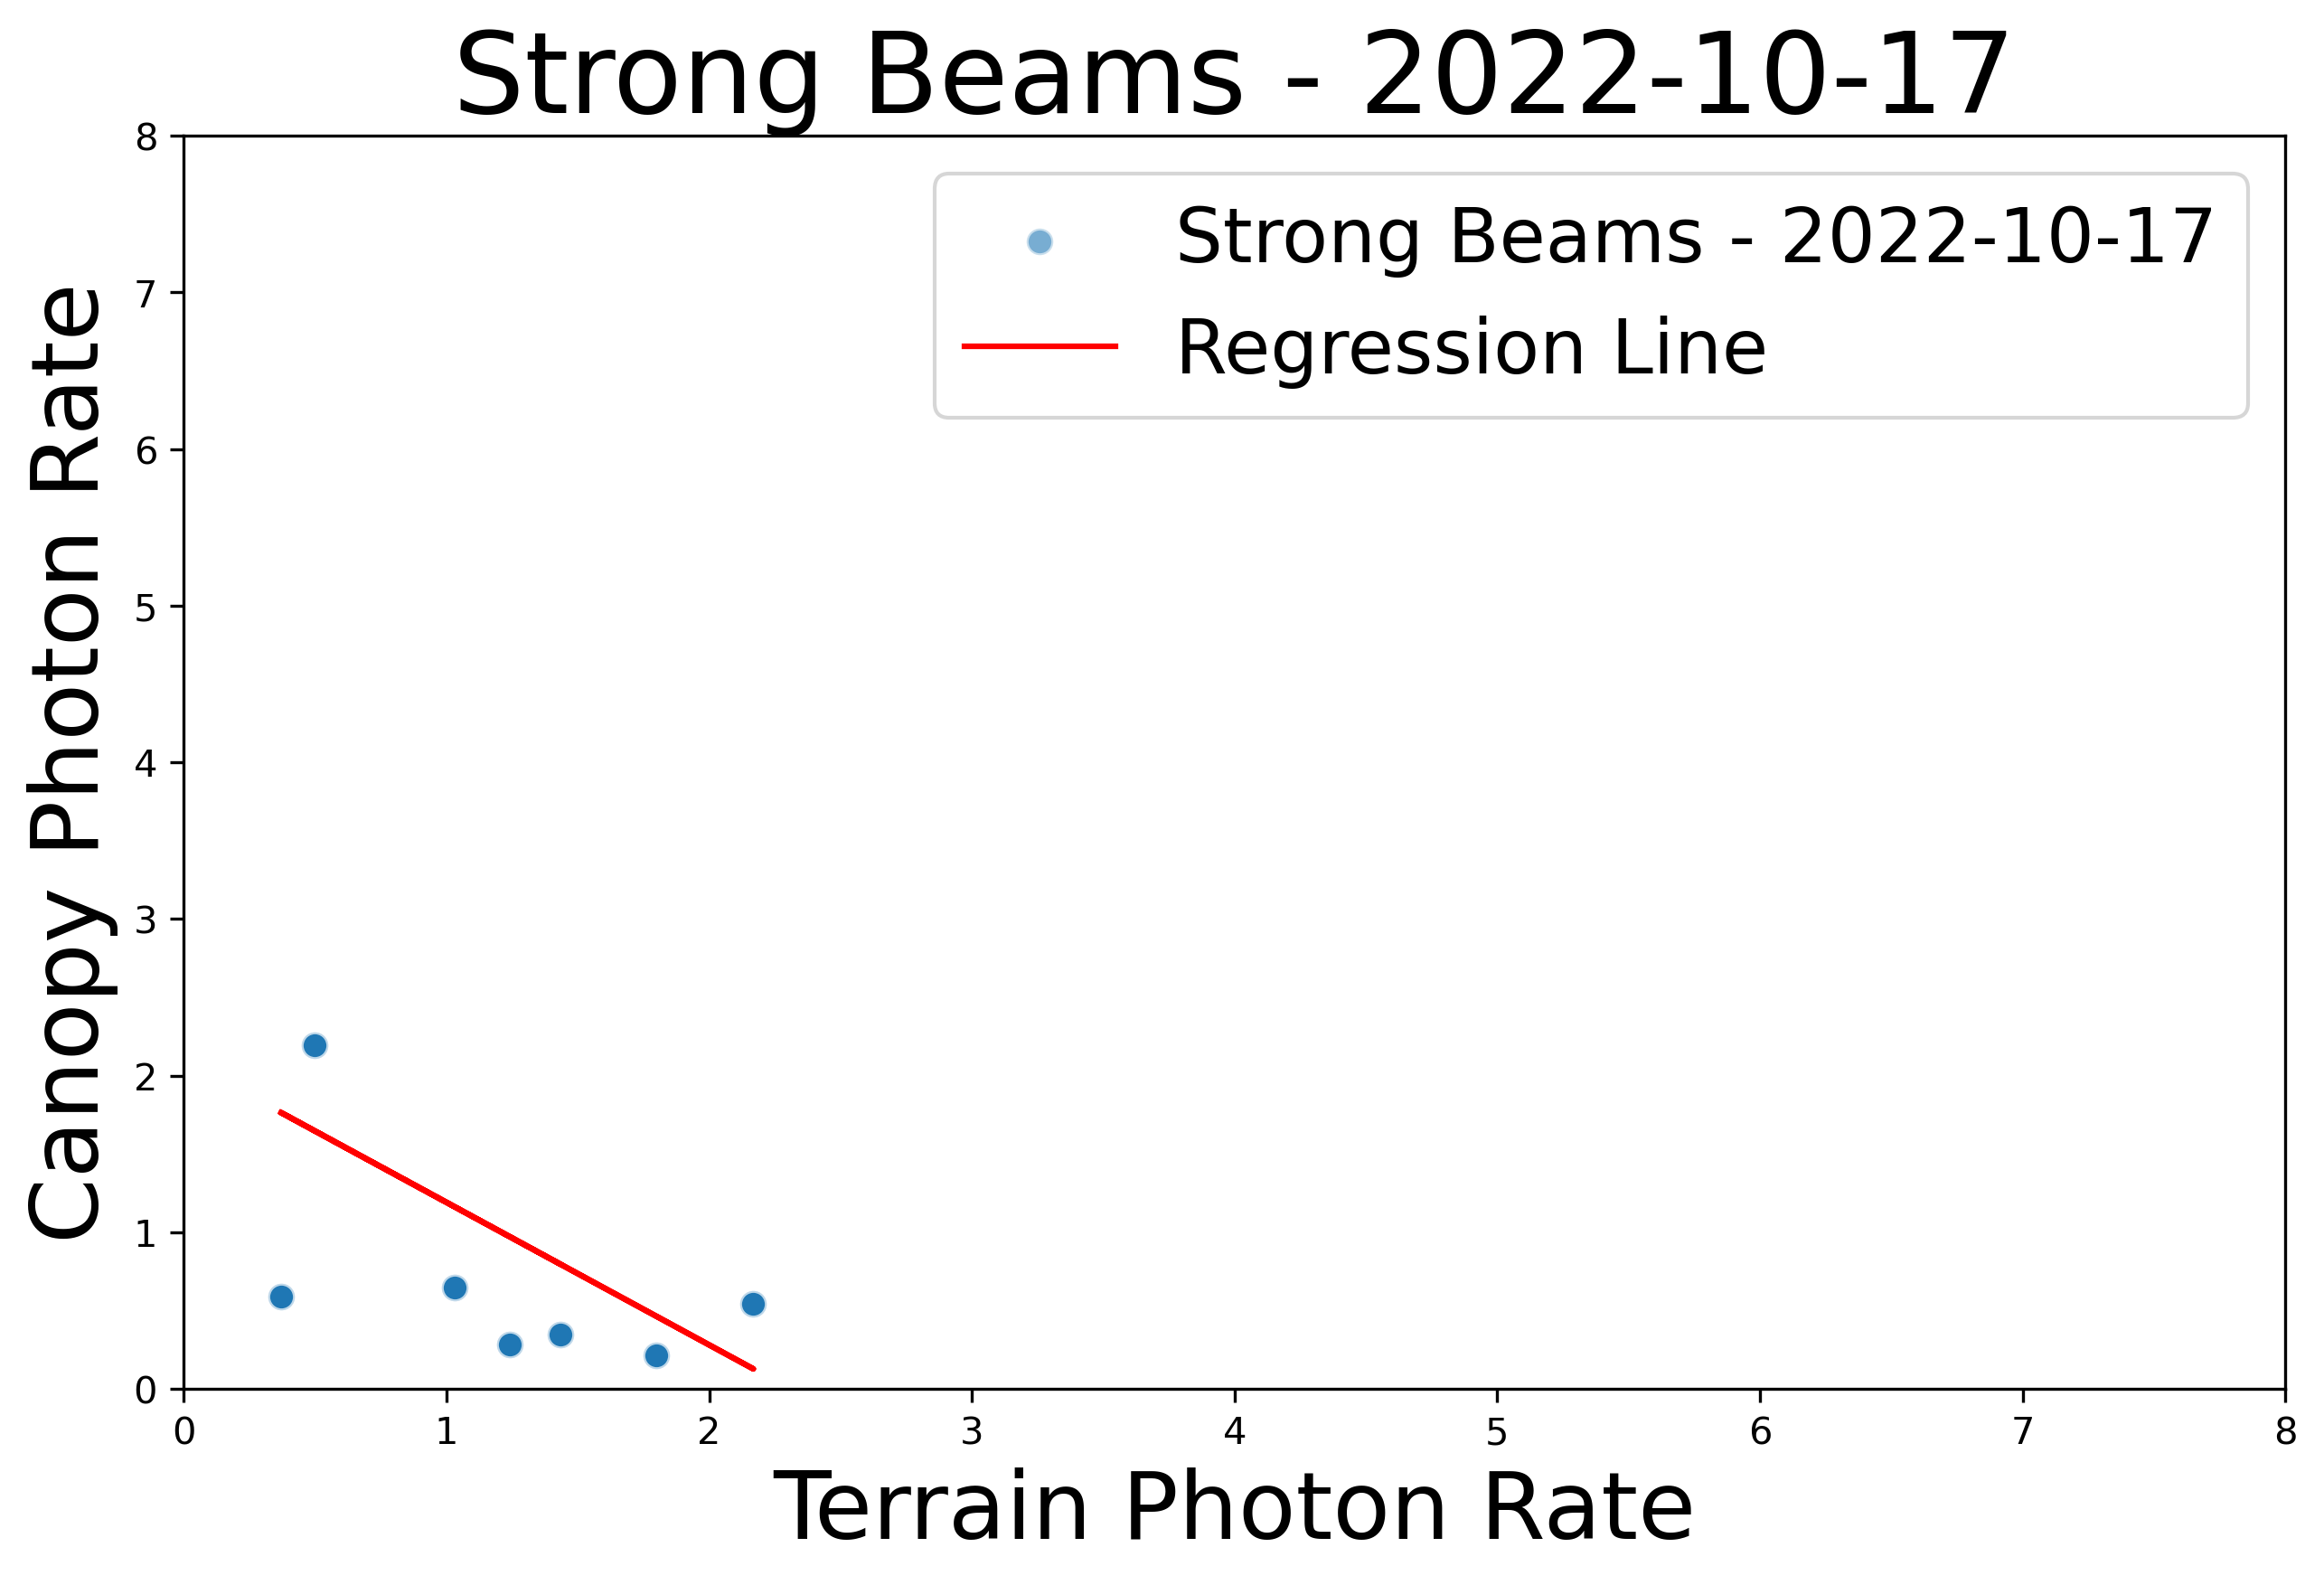 Strong Beams - 2022-10-17
Strong Beams - 2022-10-17
Regression Line
Canopy Photon Rate
8
7
6
5
4
3
2
1
0
0 1 2 3 4 5 6 7 8
Terrain Photon Rate